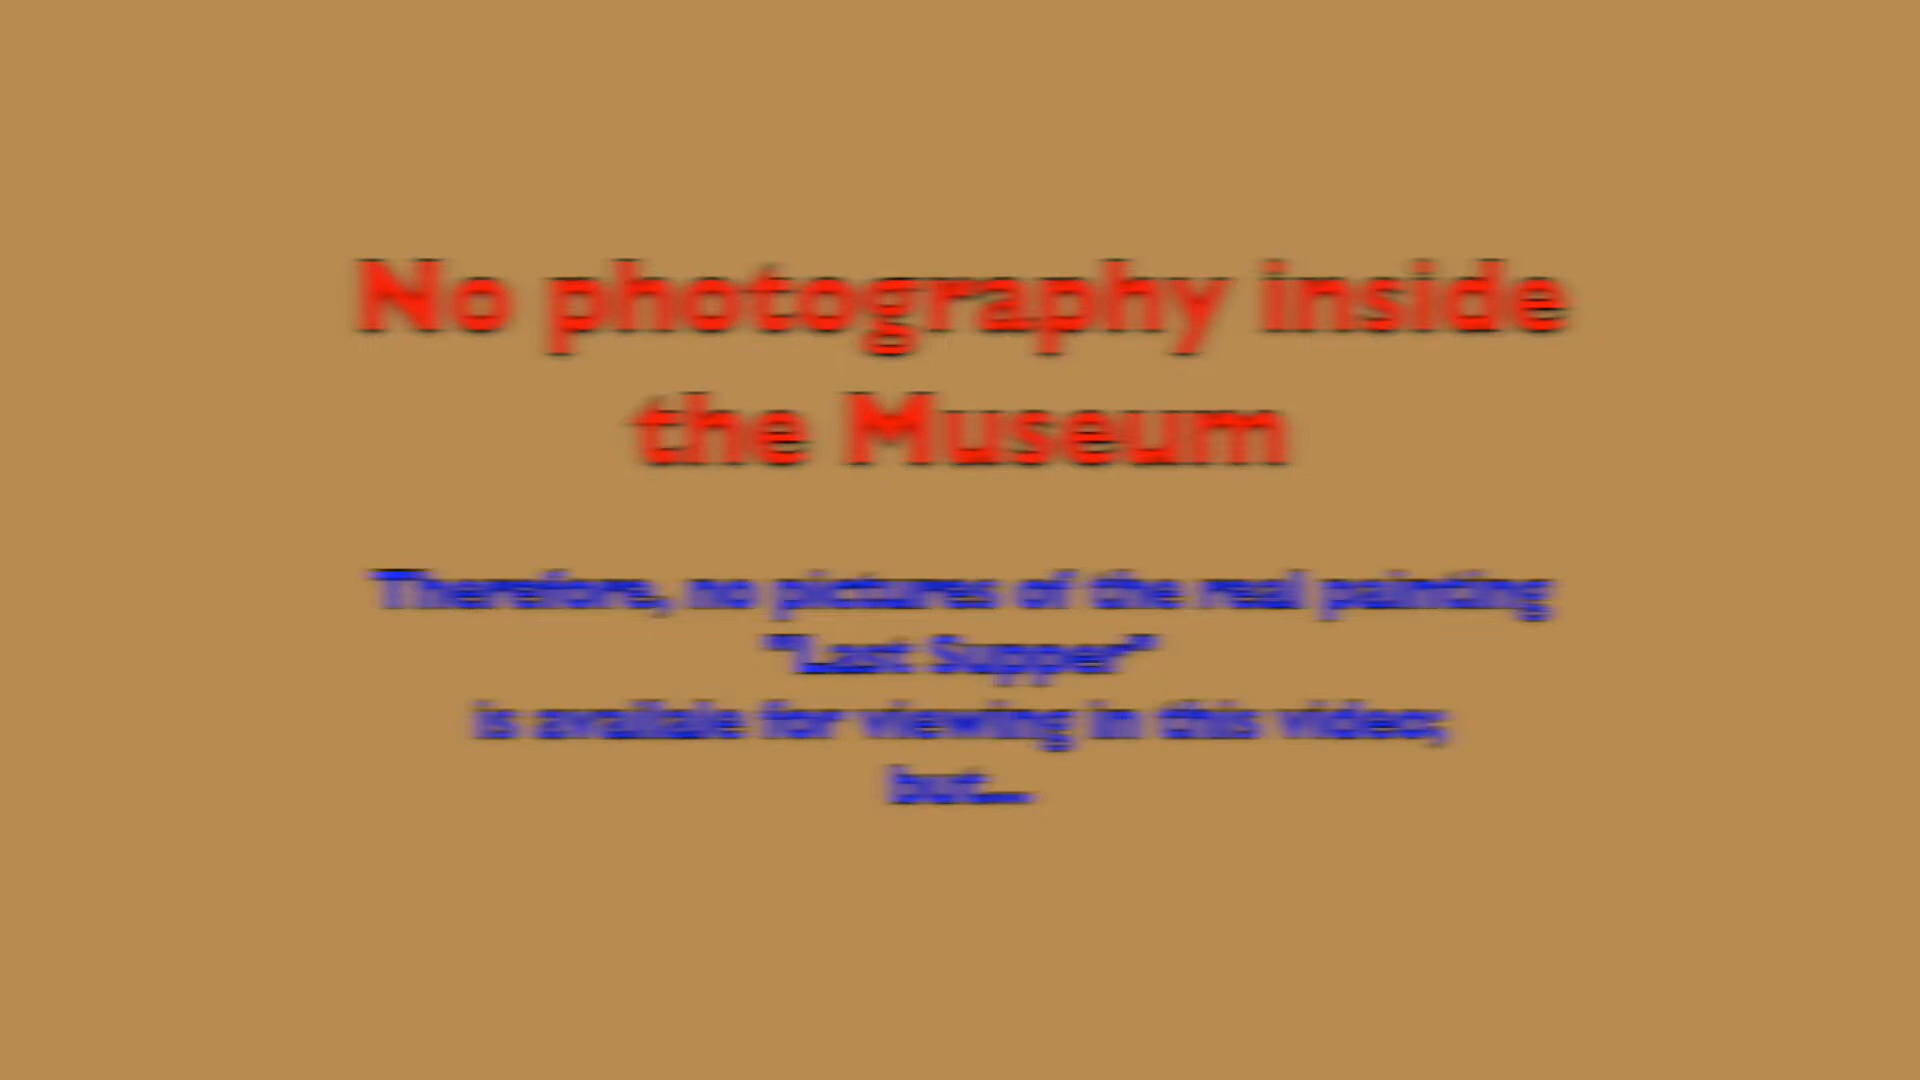 No photography inside
the Museum
Therefore, no pictures of the real painting
"Last Supper"
is availale for viewing in this video;
but....